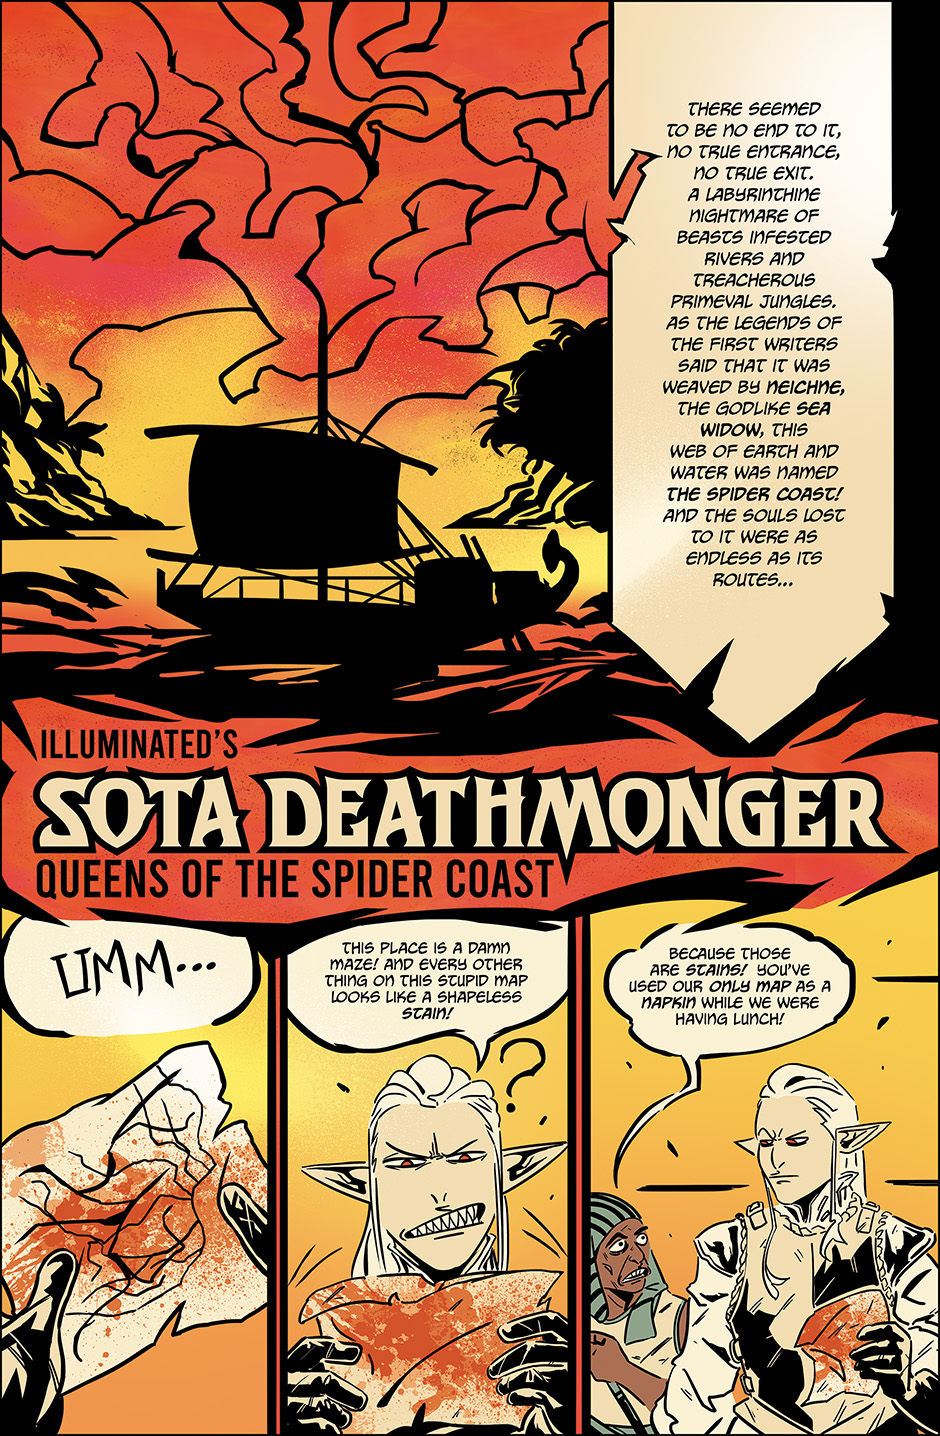 THERE SEEMED
TO BE NO END TO IT,
NO TRUE ENTRANCE,
NO TRUE EXIT.
A LABYRINTHINE
NIGHTMARE OF
BEASTS INFESTED
RIVERS AND
TREACHEROUS
PRIMEVAL JUNGLES.
AS THE LEGENDS OF
THE FIRST WRITERS
SAID THAT IT WAS
WEAVED BY NEICHNE,
THE GODLIKE SEA
WIDOW, THIS
WEB OF EARTH AND
WATER WAS NAMED
THE SPIDER COAST!
AND THE SOULS LOST
TO IT WERE AS
ENDLESS AS ITS
ROUTES...
ILLUMINATED'S
SOTA DEATHMONGER
QUEENS OF THE SPIDER COAST
UMM...
THIS PLACE IS A DAMN
MAZE! AND EVERY OTHER
THING ON THIS STUPID MAP
LOOKS LIKE A SHAPELESS
STAIN!
?
BECAUSE THOSE
ARE STAINS! YOU'VE
USED OUR ONLY MAP AS A
NAPKIN WHILE WE WERE
HAVING LUNCH!